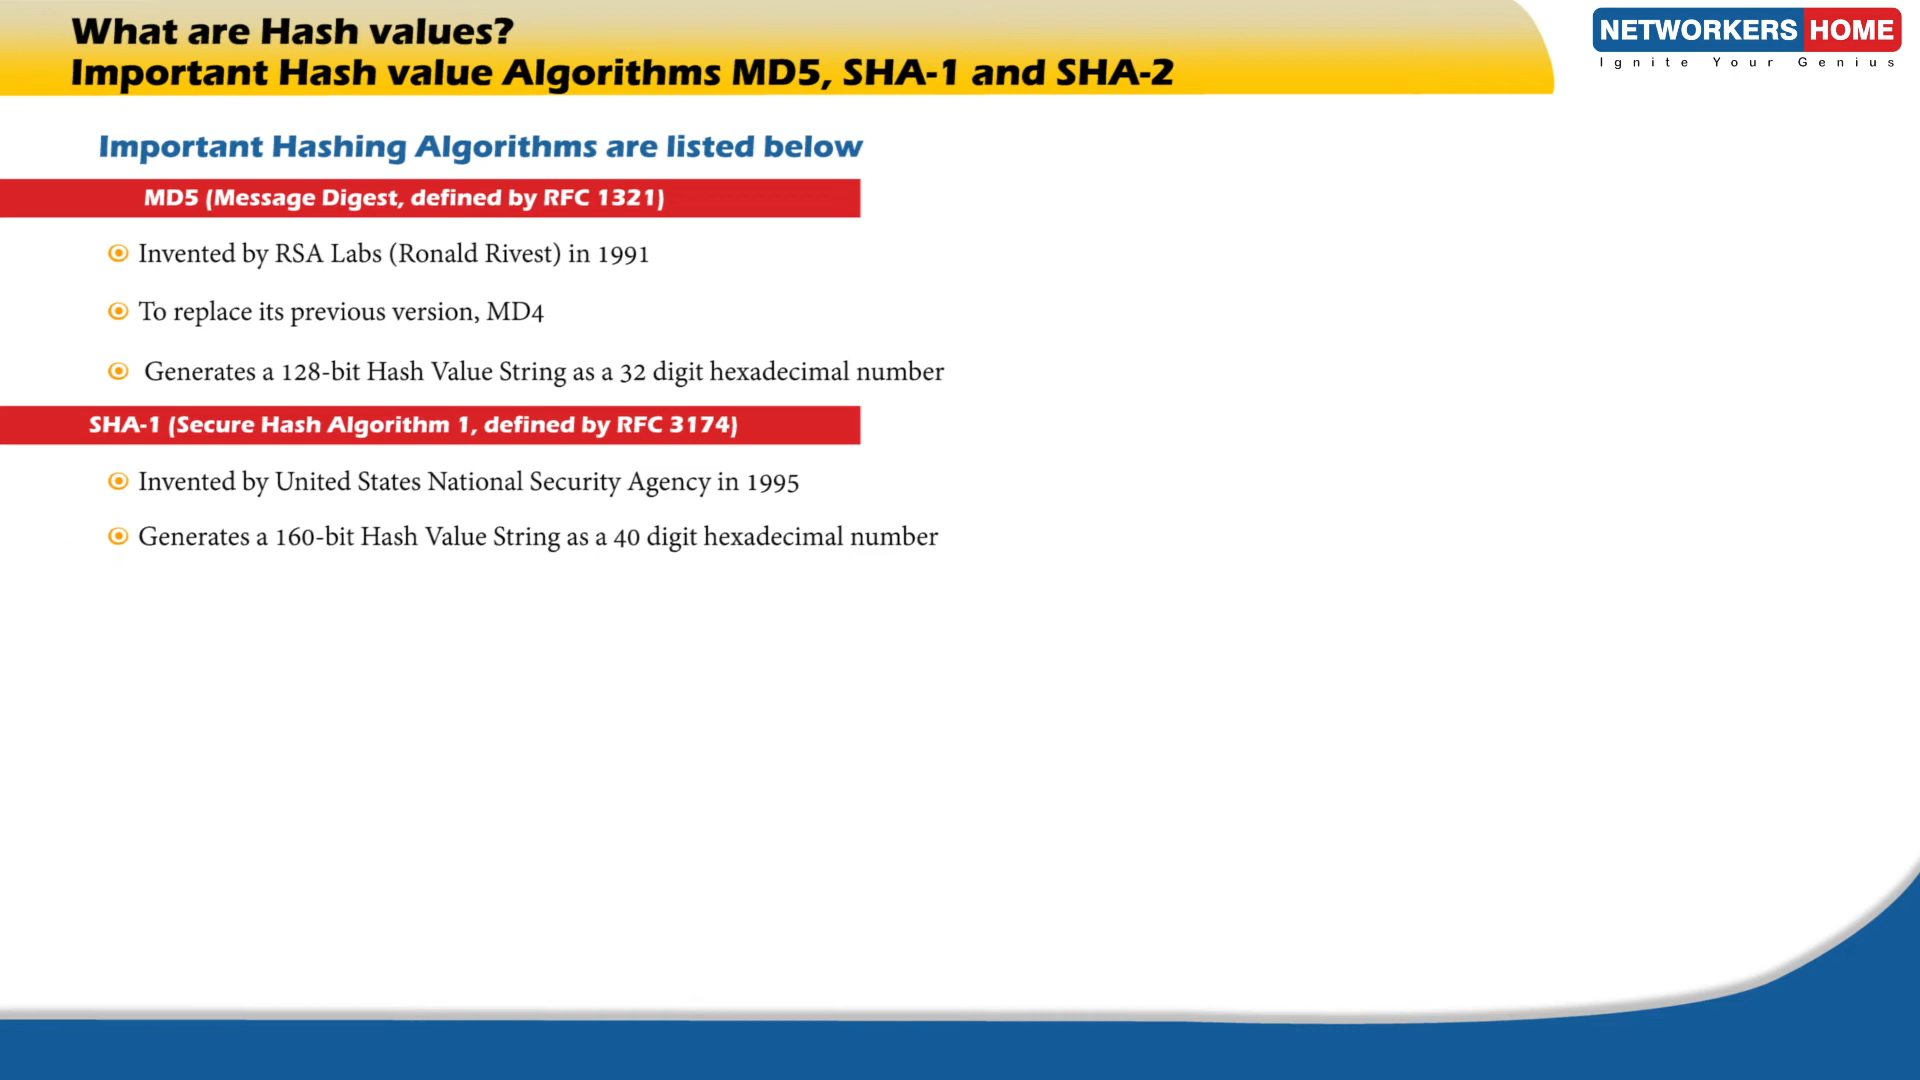 What are Hash values?
Important Hash value Algorithms MD5, SHA-1 and SHA-2
NETWORKERS HOME
Ignite Your Genius
Important Hashing Algorithms are listed below
MD5 (Message Digest, defined by RFC 1321)
Invented by RSA Labs (Ronald Rivest) in 1991
To replace its previous version, MD4
Generates a 128-bit Hash Value String as a 32 digit hexadecimal number
SHA-1 (Secure Hash Algorithm 1, defined by RFC 3174)
Invented by United States National Security Agency in 1995
Generates a 160-bit Hash Value String as a 40 digit hexadecimal number